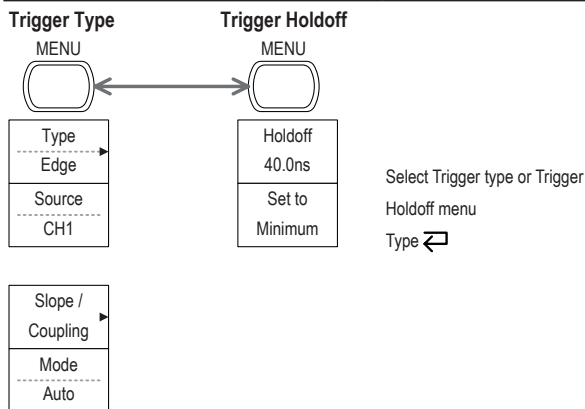 Trigger Type
MENU
Type
Edge
Source
CH1
Slope /
Coupling
Mode
Auto
Trigger Holdoff
MENU
Holdoff
40.0ns
Set to
Minimum
Select Trigger type or Trigger
Holdoff menu
Type